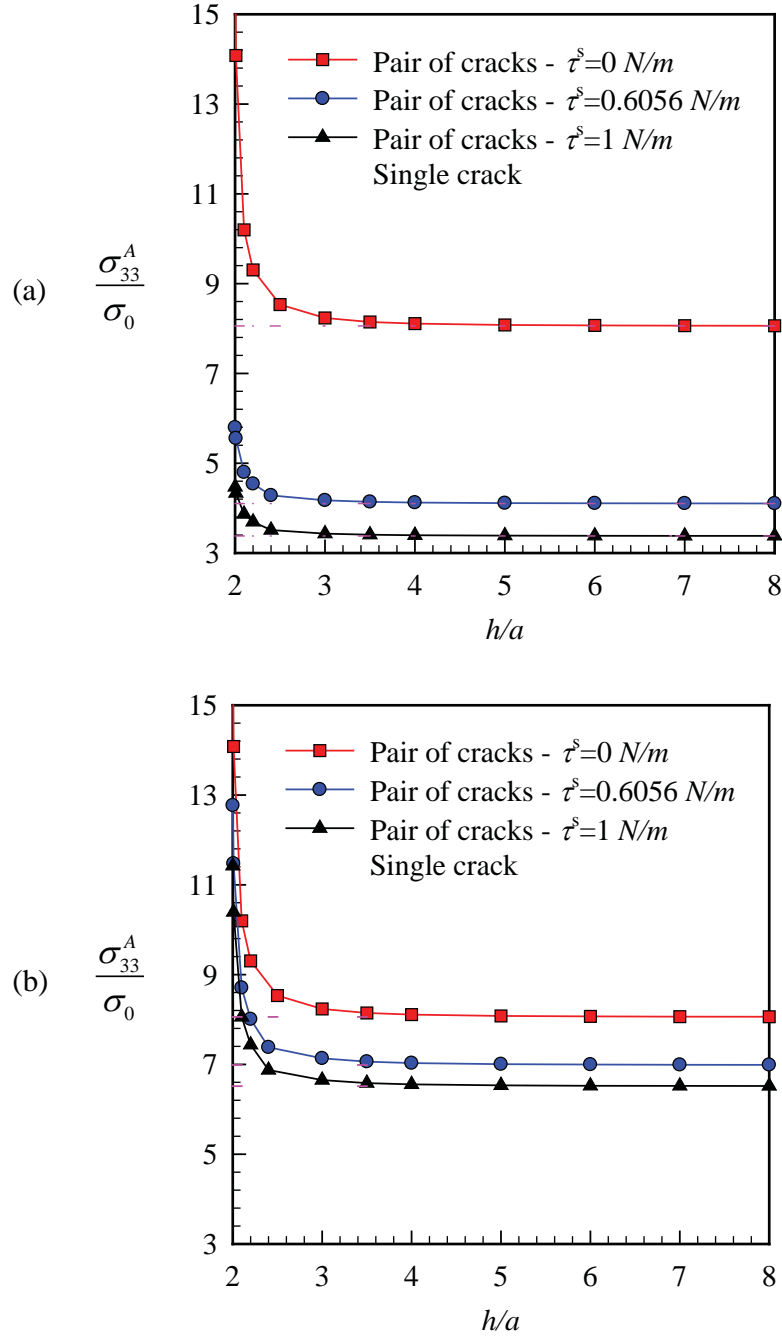 15
Pair of cracks - τˢ=0 N/m
13
Pair of cracks - τˢ=0.6056 N/m
Pair of cracks - τˢ=1 N/m
Single crack
11
(a)
σ₃₃ᴬ
σ₀
9
7
5
3
2 3 4 5 6 7 8
h/a
15
Pair of cracks - τˢ=0 N/m
13
Pair of cracks - τˢ=0.6056 N/m
Pair of cracks - τˢ=1 N/m
Single crack
11
(b)
σ₃₃ᴬ
σ₀
9
7
5
3
2 3 4 5 6 7 8
h/a